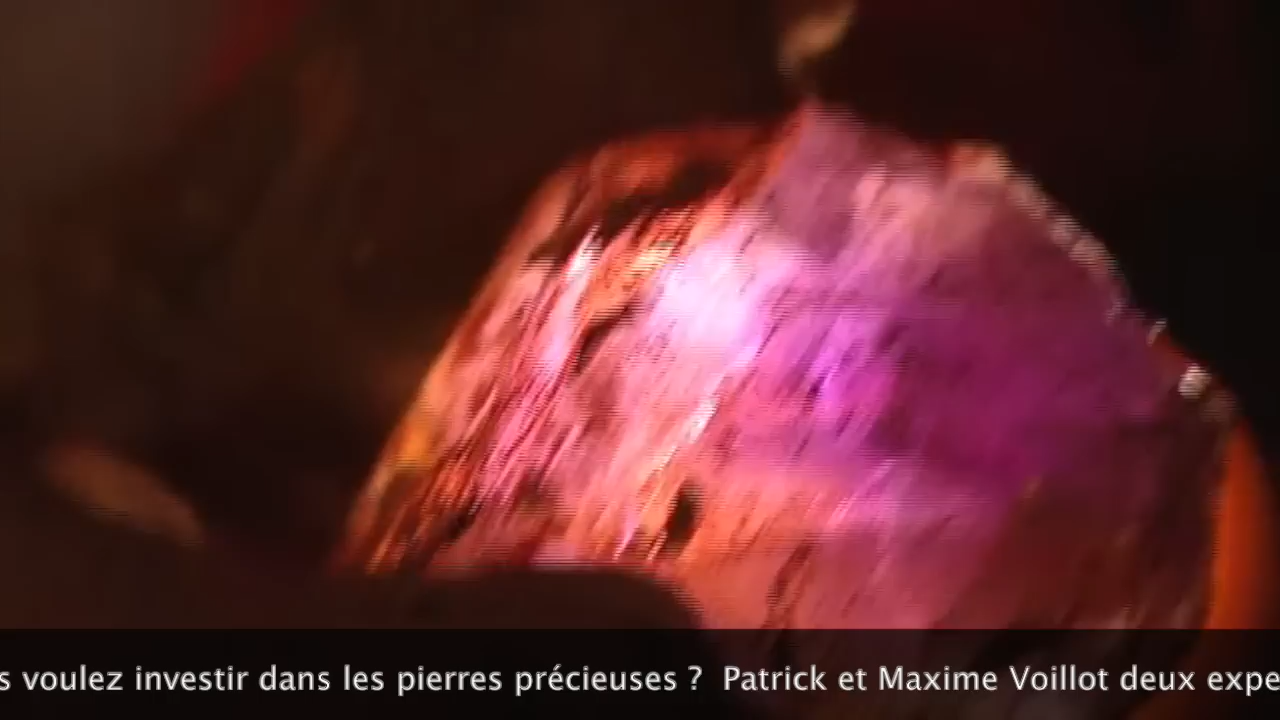 s voulez investir dans les pierres précieuses ? Patrick et Maxime Voillot deux expe